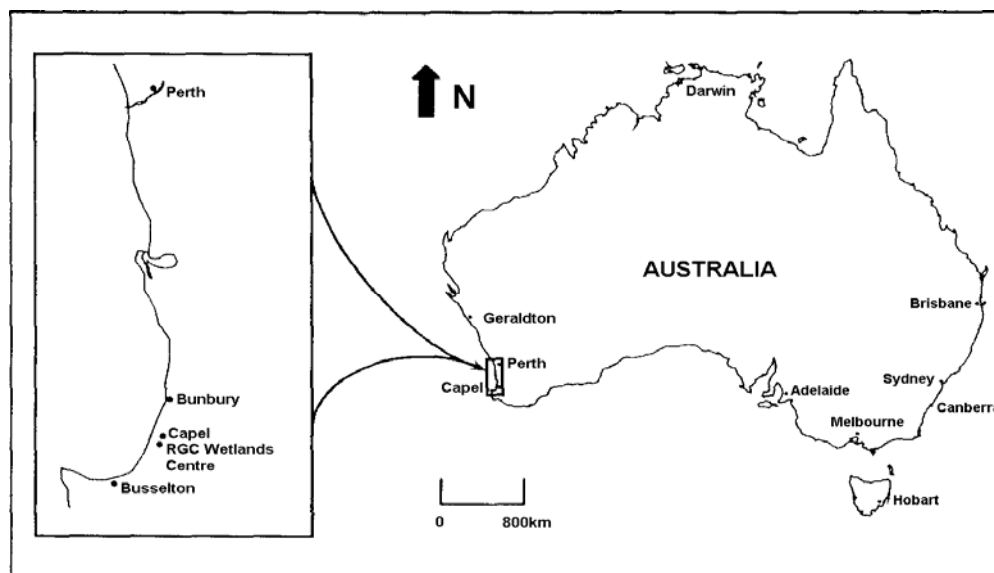 Perth
Bunbury
Capel
RGC Wetlands
Centre
Busselton
N
Darwin
AUSTRALIA
Geraldton
Perth
Capel
Brisbane
Sydney
Canberra
Adelaide
Melbourne
Hobart
0 800km